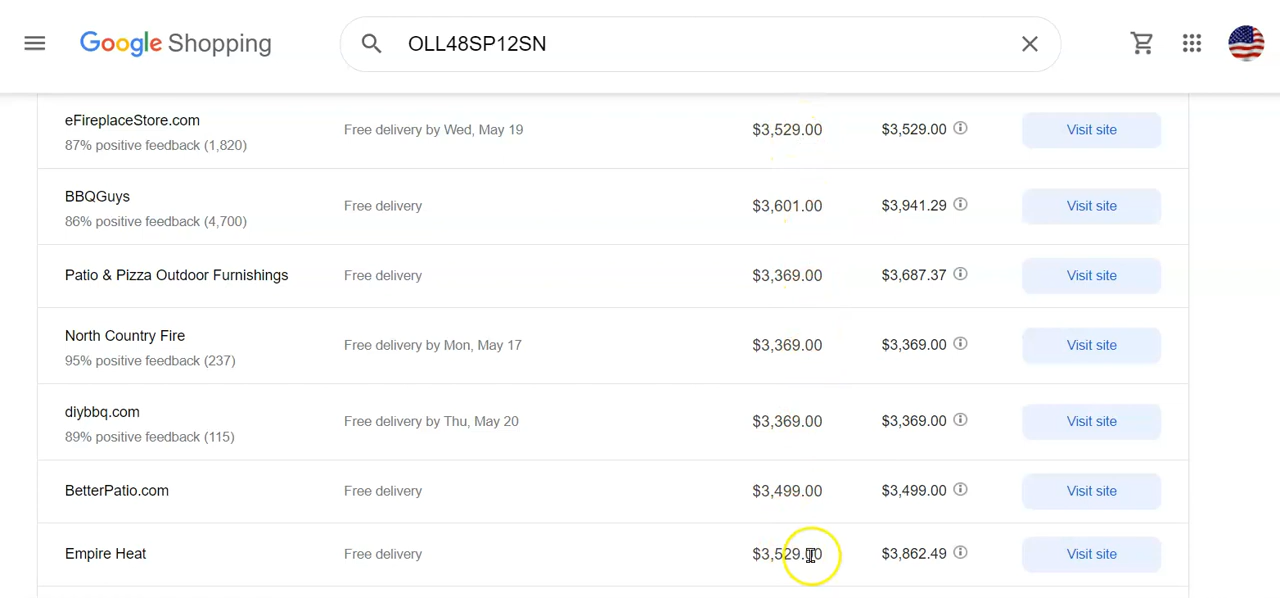 Google Shopping
OLL48SP12SN
eFireplaceStore.com
87% positive feedback (1,820)
Free delivery by Wed, May 19
$3,529.00
$3,529.00
Visit site
BBQGuys
86% positive feedback (4,700)
Free delivery
$3,601.00
$3,941.29
Visit site
Patio & Pizza Outdoor Furnishings
Free delivery
$3,369.00
$3,687.37
Visit site
North Country Fire
95% positive feedback (237)
Free delivery by Mon, May 17
$3,369.00
$3,369.00
Visit site
diybbq.com
89% positive feedback (115)
Free delivery by Thu, May 20
$3,369.00
$3,369.00
Visit site
BetterPatio.com
Free delivery
$3,499.00
$3,499.00
Visit site
Empire Heat
Free delivery
$3,529.00
$3,862.49
Visit site